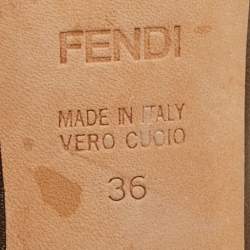 FENDI
MADE IN ITALY
VERO CUOIO
36